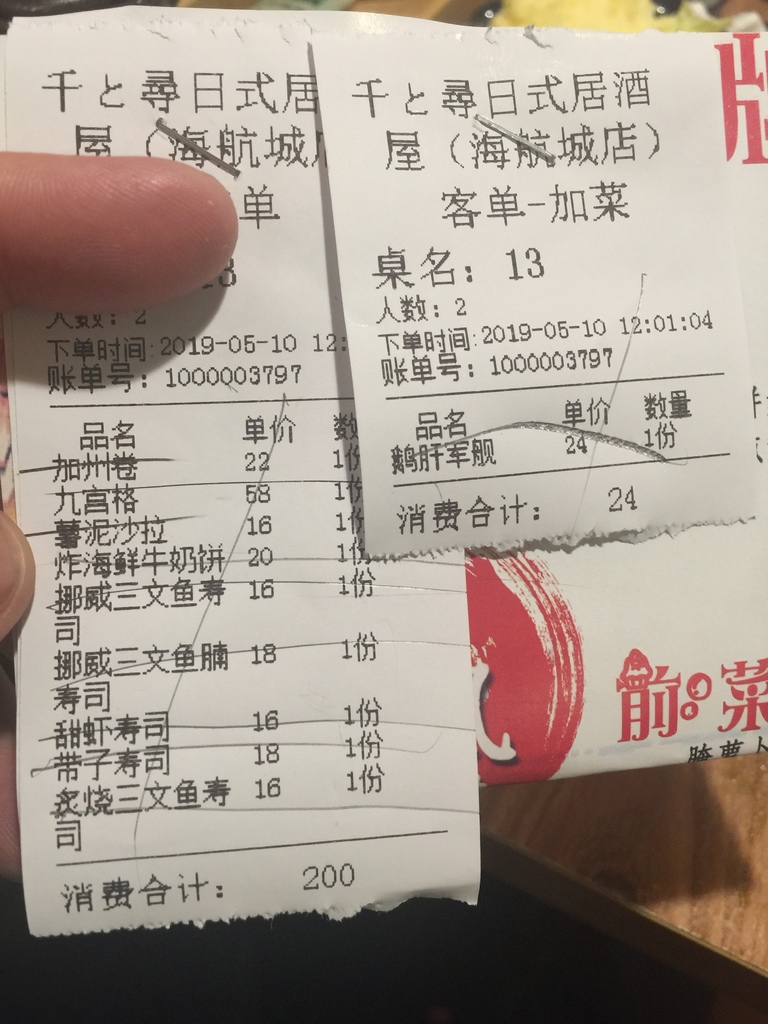 千と尋日式居
屋（海航城店
单
人数：2
下单时间:2019-05-10 12:
账单号：1000003797
品名 单价 数
加州卷 22 1份
九宫格 58 1份
薯泥沙拉 16 1份
炸海鲜牛奶饼 20 1份
挪威三文鱼寿 16 1份
司
挪威三文鱼腩 18 1份
寿司
甜虾寿司 16 1份
带子寿司 18 1份
炙烧三文鱼寿 16 1份
司
消费合计： 200
千と尋日式居酒
屋（海航城店）
客单-加菜
桌名：13
人数：2
下单时间:2019-05-10 12:01:04
账单号：1000003797
品名 单价 数量
鹅肝军舰 24 1份
消费合计： 24
前菜
腌萝卜